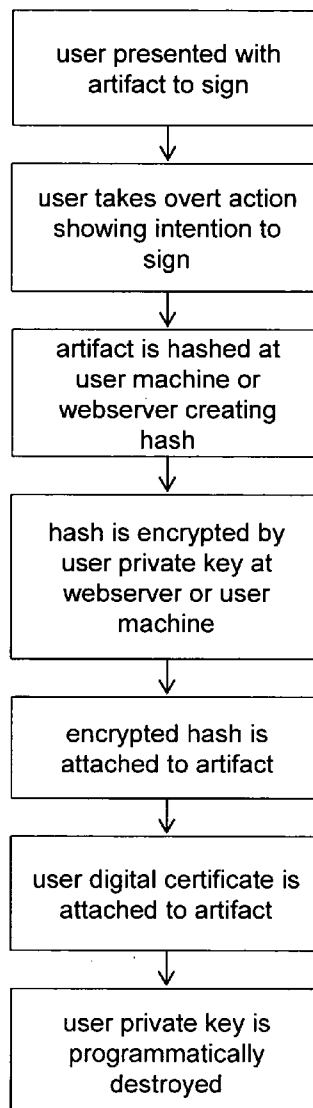 user presented with
artifact to sign
user takes overt action
showing intention to
sign
artifact is hashed at
user machine or
webserver creating
hash
hash is encrypted by
user private key at
webserver or user
machine
encrypted hash is
attached to artifact
user digital certificate is
attached to artifact
user private key is
programmatically
destroyed